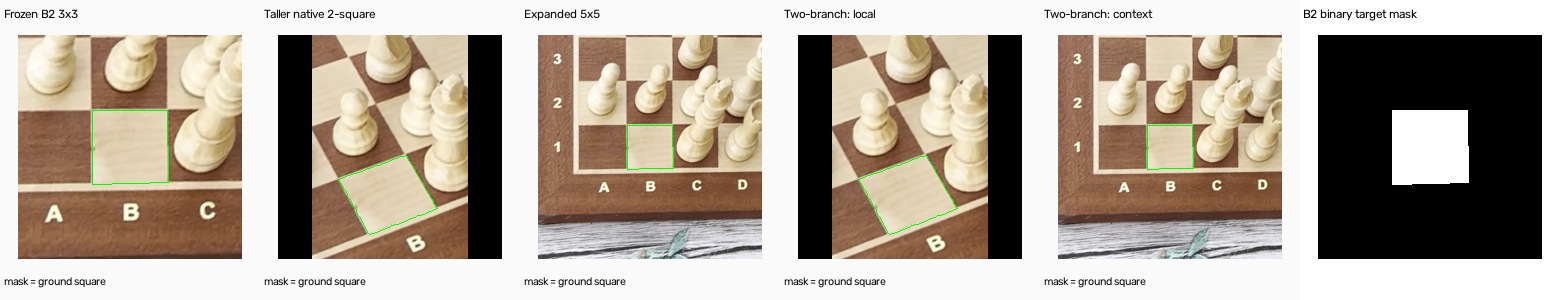 Frozen B2 3x3
Taller native 2-square
Expanded 5x5
Two-branch: local
Two-branch: context
B2 binary target mask
A B C
B
3
2
1
A B C D
B
3
2
1
A B C D
mask = ground square
mask = ground square
mask = ground square
mask = ground square
mask = ground square